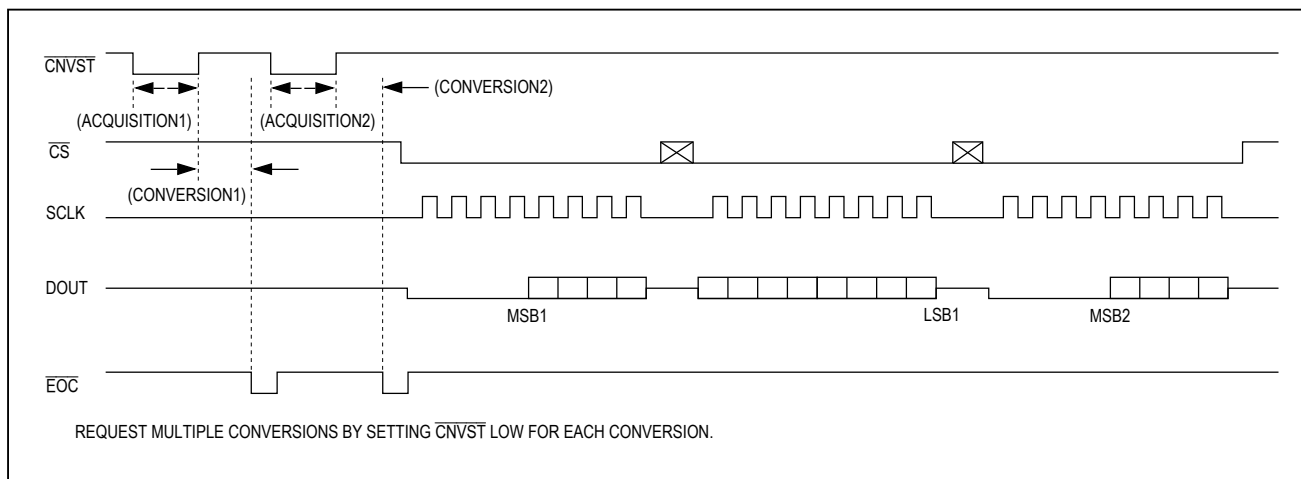 CNVST
(CONVERSION2)
(ACQUISITION1)
(ACQUISITION2)
CS
(CONVERSION1)
SCLK
DOUT
MSB1
LSB1
MSB2
EOC
REQUEST MULTIPLE CONVERSIONS BY SETTING CNVST LOW FOR EACH CONVERSION.